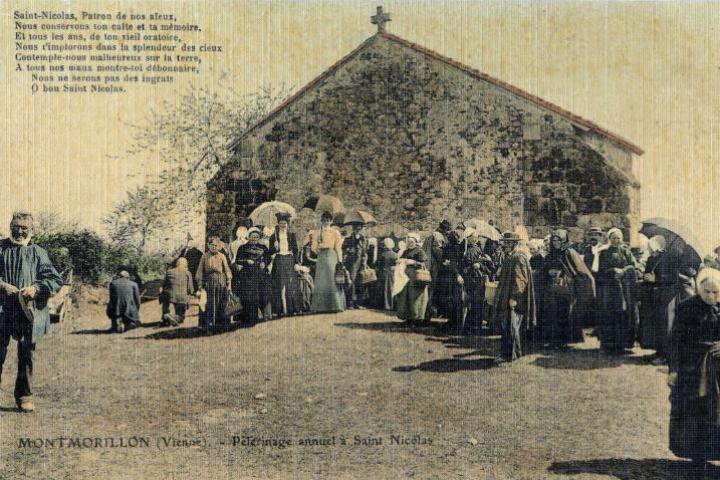 Saint-Nicolas, Patron de nos aïeux,
Nous conservons ton culte et ta mémoire,
Et tous les ans, de ton vieil oratoire,
Nous t'implorons dans la splendeur des cieux
Contemple-nous malheureux sur la terre,
A tous nos maux montre-toi débonnaire,
Nous ne serons pas des ingrats
O bon Saint Nicolas.
MONTMORILLON (Vienne). - Pèlerinage annuel à Saint Nicolas